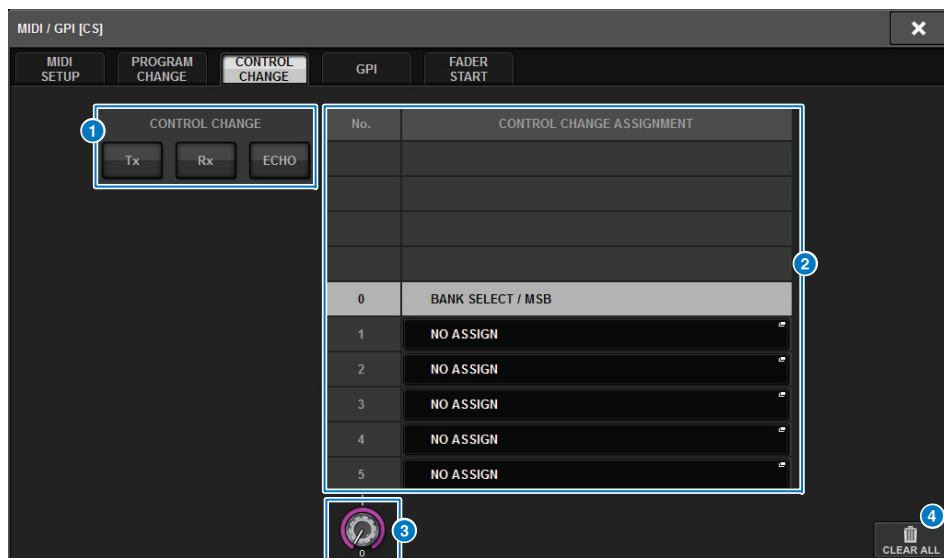 MIDI / GPI [CS]
MIDI SETUP
PROGRAM CHANGE
CONTROL CHANGE
GPI
FADER START
1
CONTROL CHANGE
Tx
Rx
ECHO
No.
CONTROL CHANGE ASSIGNMENT
2
0
BANK SELECT / MSB
1
NO ASSIGN
2
NO ASSIGN
3
NO ASSIGN
4
NO ASSIGN
5
NO ASSIGN
3
0
4
CLEAR ALL